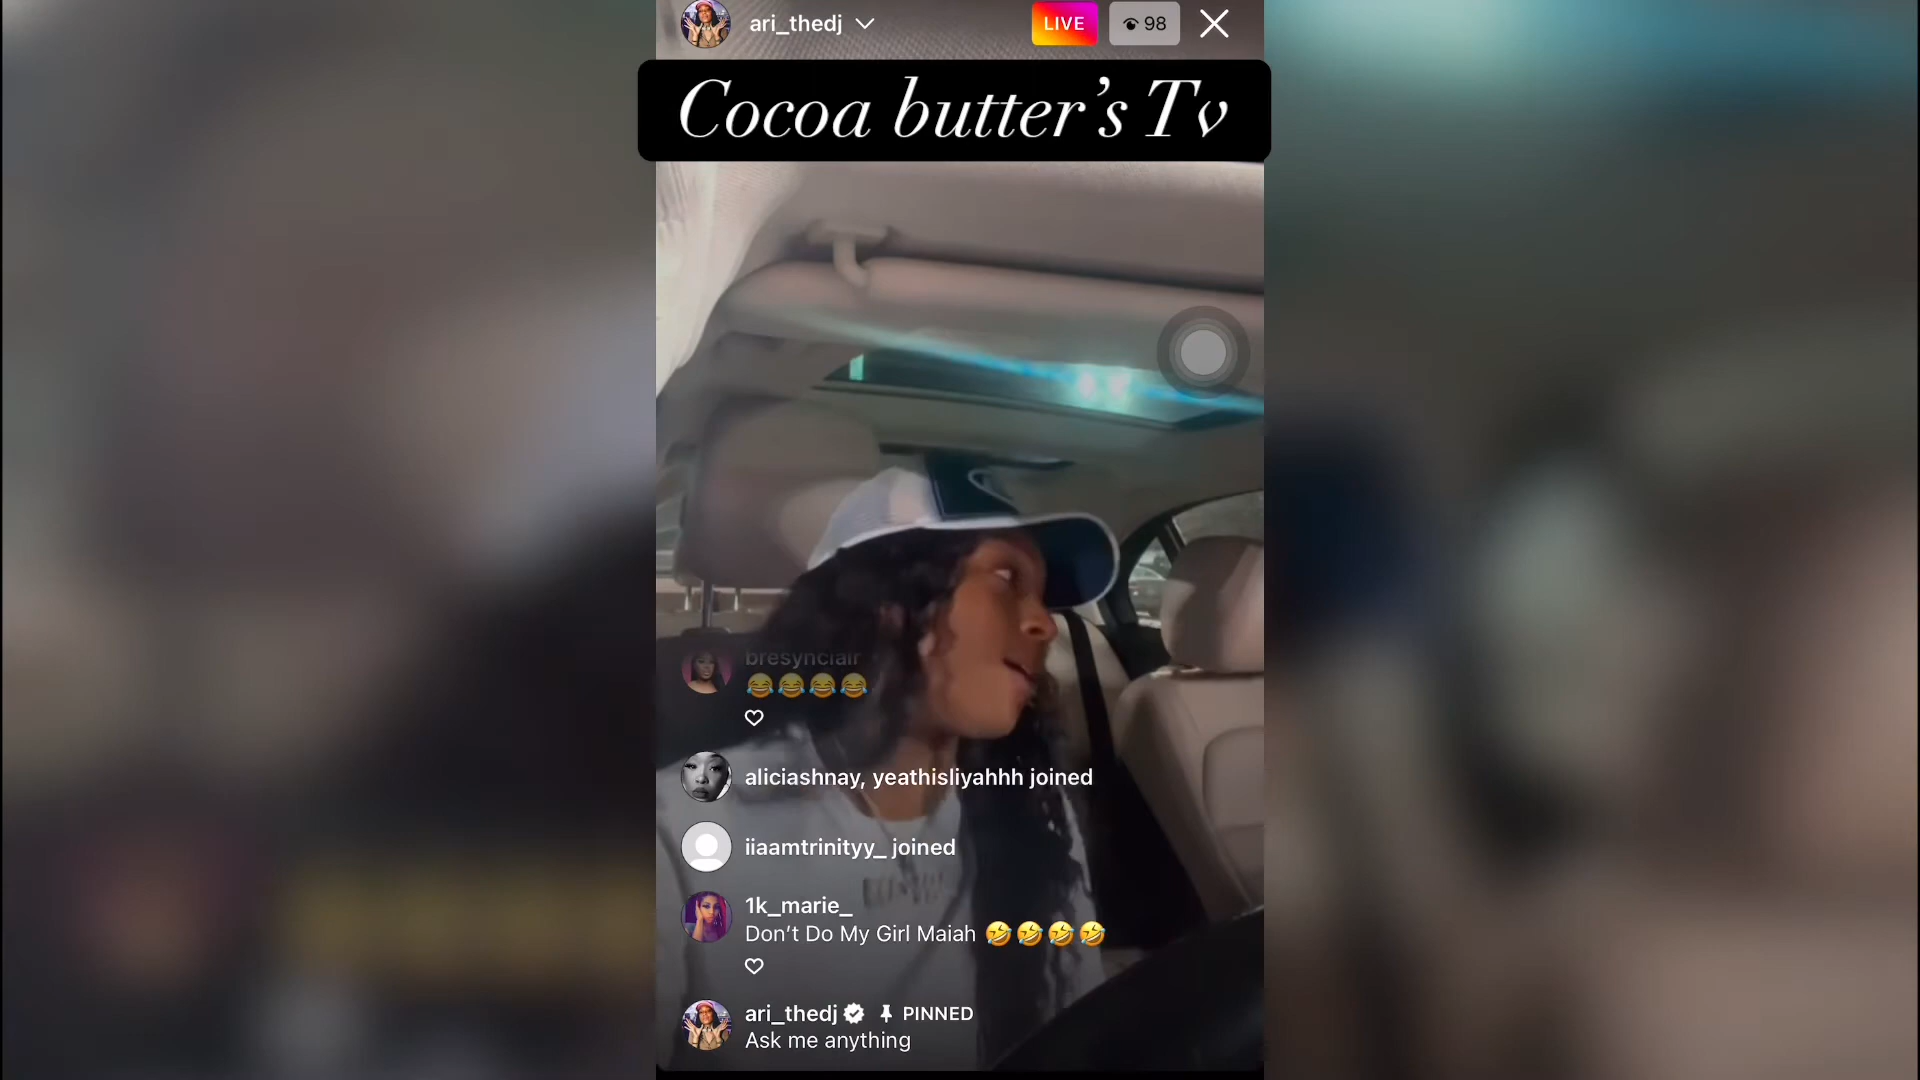 ari_thedj
LIVE
98
Cocoa butter’s Tv
bresynclair
😂😂😂😂
aliciashnay, yeathisliyahhh joined
iiaamtrinityy_ joined
1k_marie_
Don’t Do My Girl Maiah 🤣🤣🤣🤣
ari_thedj PINNED
Ask me anything